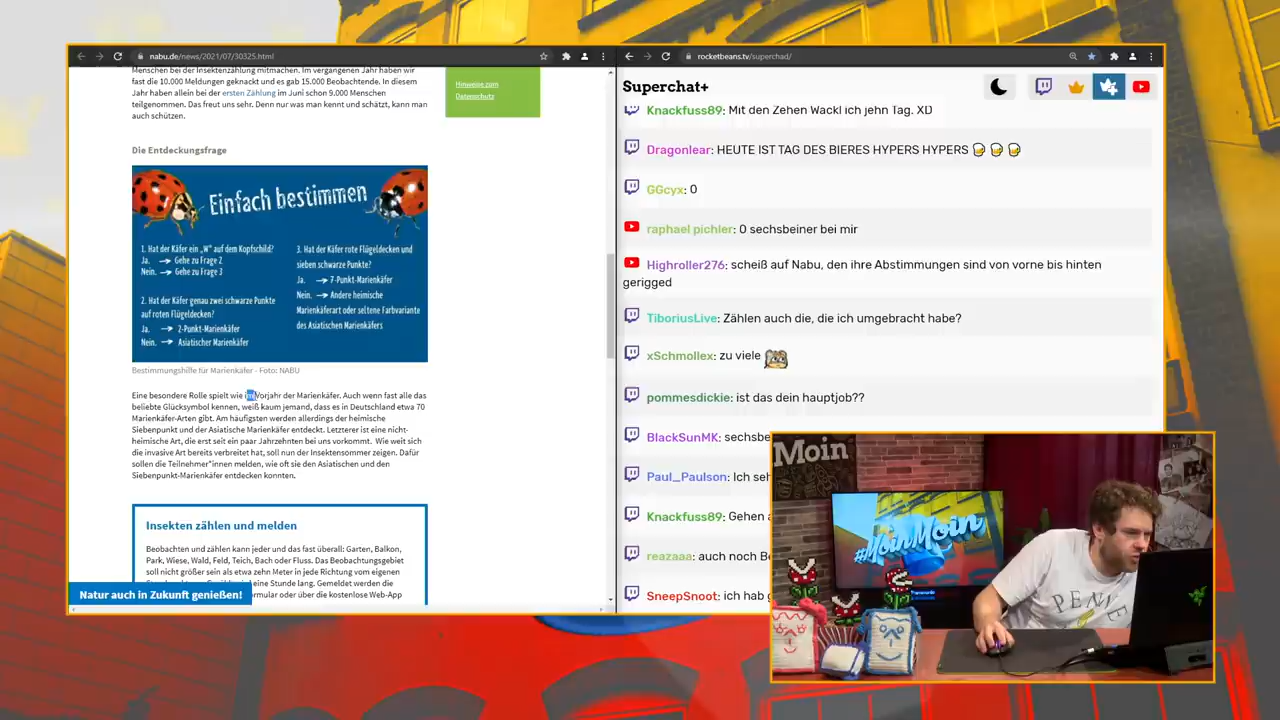 nabu.de/news/2021/07/30325.html
Menschen bei der Insektenzählung mitmachen. Im vergangenen Jahr haben wir
fast die 10.000 Meldungen geknackt und es gab 15.000 Beobachtende. In diesem
Jahr haben allein bei der ersten Zählung im Juni schon 9.000 Menschen
teilgenommen. Das freut uns sehr. Denn nur was man kennt und schätzt, kann man
auch schützen.
Hinweise zum
Datenschutz
Die Entdeckungsfrage
Einfach bestimmen
1. Hat der Käfer ein „W" auf dem Kopfschild?
Ja. → Gehe zu Frage 2
Nein. → Gehe zu Frage 3
2. Hat der Käfer genau zwei schwarze Punkte
auf roten Flügeldecken?
Ja. → 2-Punkt-Marienkäfer
Nein. → Asiatischer Marienkäfer
3. Hat der Käfer rote Flügeldecken und
sieben schwarze Punkte?
Ja. → 7-Punkt-Marienkäfer
Nein. → Andere heimische
Marienkäferart oder seltene Farbvariante
des Asiatischen Marienkäfers
Bestimmungshilfe für Marienkäfer - Foto: NABU
Eine besondere Rolle spielt wie im Vorjahr der Marienkäfer. Auch wenn fast alle das
beliebte Glücksymbol kennen, weiß kaum jemand, dass es in Deutschland etwa 70
Marienkäfer-Arten gibt. Am häufigsten werden allerdings der heimische
Siebenpunkt und der Asiatische Marienkäfer entdeckt. Letzterer ist eine nicht-
heimische Art, die erst seit ein paar Jahrzehnten bei uns vorkommt. Wie weit sich
die invasive Art bereits verbreitet hat, soll nun der Insektensommer zeigen. Dafür
sollen die Teilnehmer*innen melden, wie oft sie den Asiatischen und den
Siebenpunkt-Marienkäfer entdecken konnten.
Insekten zählen und melden
Beobachten und zählen kann jeder und das fast überall: Garten, Balkon,
Park, Wiese, Wald, Feld, Teich, Bach oder Fluss. Das Beobachtungsgebiet
soll nicht größer sein als etwa zehn Meter in jede Richtung vom eigenen
eine Stunde lang. Gemeldet werden die
ormular oder über die kostenlose Web-App
Natur auch in Zukunft genießen!
rocketbeans.tv/superchad/
Superchat+
Knackfuss89: Mit den Zehen Wackl ich jehn Tag. XD
Dragonlear: HEUTE IST TAG DES BIERES HYPERS HYPERS 🍺 🍺 🍺
GGcyx: 0
raphael pichler: 0 sechsbeiner bei mir
Highroller276: scheiß auf Nabu, den ihre Abstimmungen sind von vorne bis hinten
gerigged
TiboriusLive: Zählen auch die, die ich umgebracht habe?
xSchmollex: zu viele
pommesdickie: ist das dein hauptjob??
BlackSunMK: sechsbe
Paul_Paulson: Ich seh
Knackfuss89: Gehen a
reazaaa: auch noch Be
SneepSnoot: ich hab g
Moin
#MoinMoin
PENIE